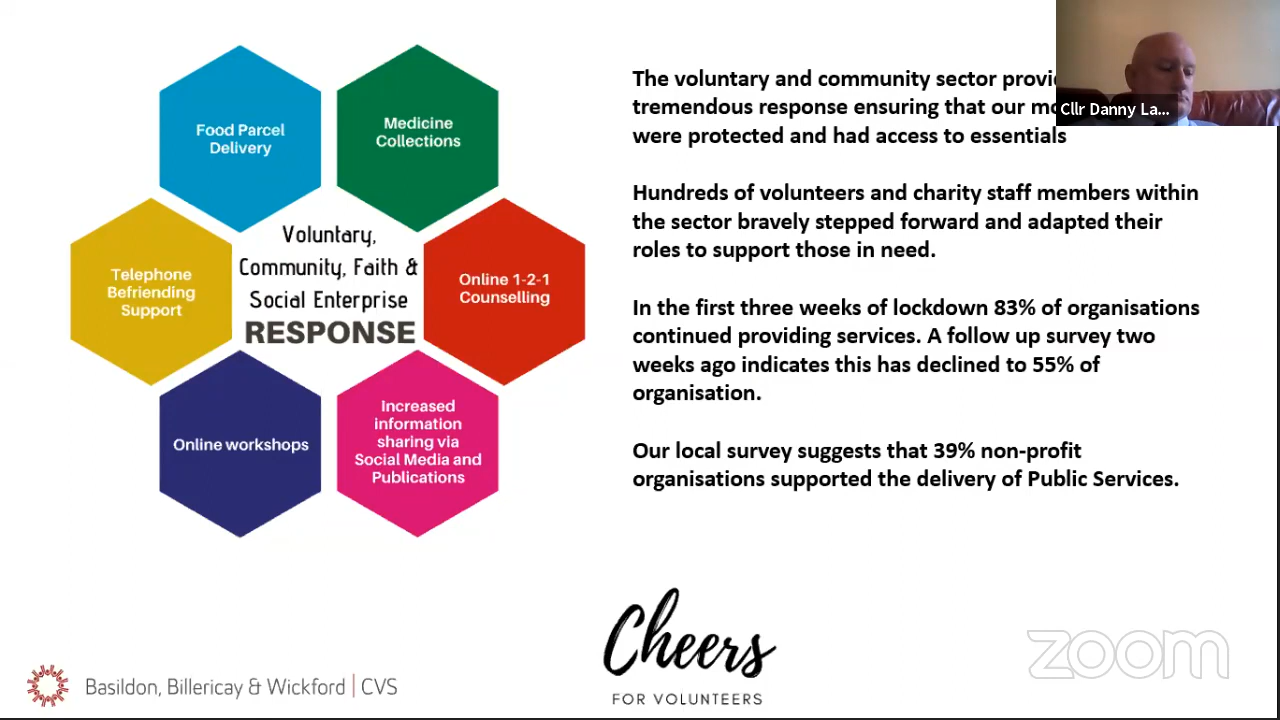 Food Parcel
Delivery
Medicine
Collections
Telephone
Befriending
Support
Voluntary,
Community, Faith &
Social Enterprise
RESPONSE
Online 1-2-1
Counselling
Online workshops
Increased
information
sharing via
Social Media and
Publications
The voluntary and community sector
tremendous response ensuring that our
were protected and had access to essentials
Hundreds of volunteers and charity staff members within
the sector bravely stepped forward and adapted their
roles to support those in need.
In the first three weeks of lockdown 83% of organisations
continued providing services. A follow up survey two
weeks ago indicates this has declined to 55% of
organisation.
Our local survey suggests that 39% non-profit
organisations supported the delivery of Public Services.
Cllr Danny La...
Cheers
FOR VOLUNTEERS
Basildon, Billericay & Wickford | CVS
zoom